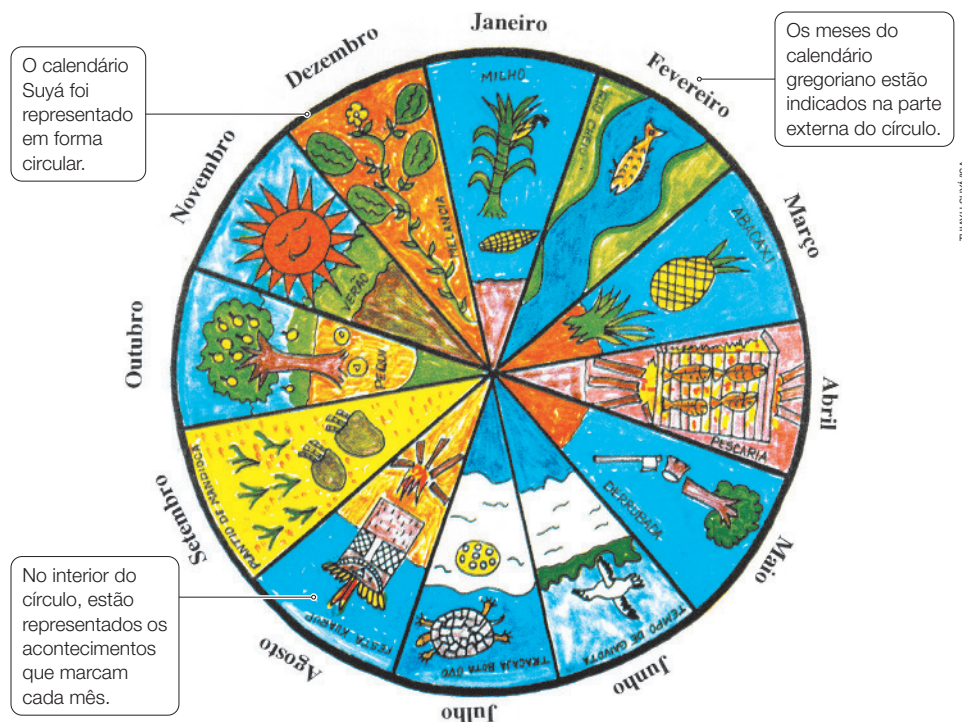 O calendário
Suyá foi
representado
em forma
circular.
Os meses do
calendário
gregoriano estão
indicados na parte
externa do círculo.
No interior do
círculo, estão
representados os
acontecimentos
que marcam
cada mês.
Janeiro
MILHO
Fevereiro
RIO CHEIO
Março
ABACAXI
Abril
PESCARIA
Maio
DERRUBADA
Junho
TEMPO DE GAIVOTA
Julho
TRACAJÁ BOTA OVO
Agosto
FESTA KUARUP
Setembro
PLANTIO DE MANDIOCA
Outubro
PEQUI
Novembro
VERÃO
Dezembro
MELANCIA